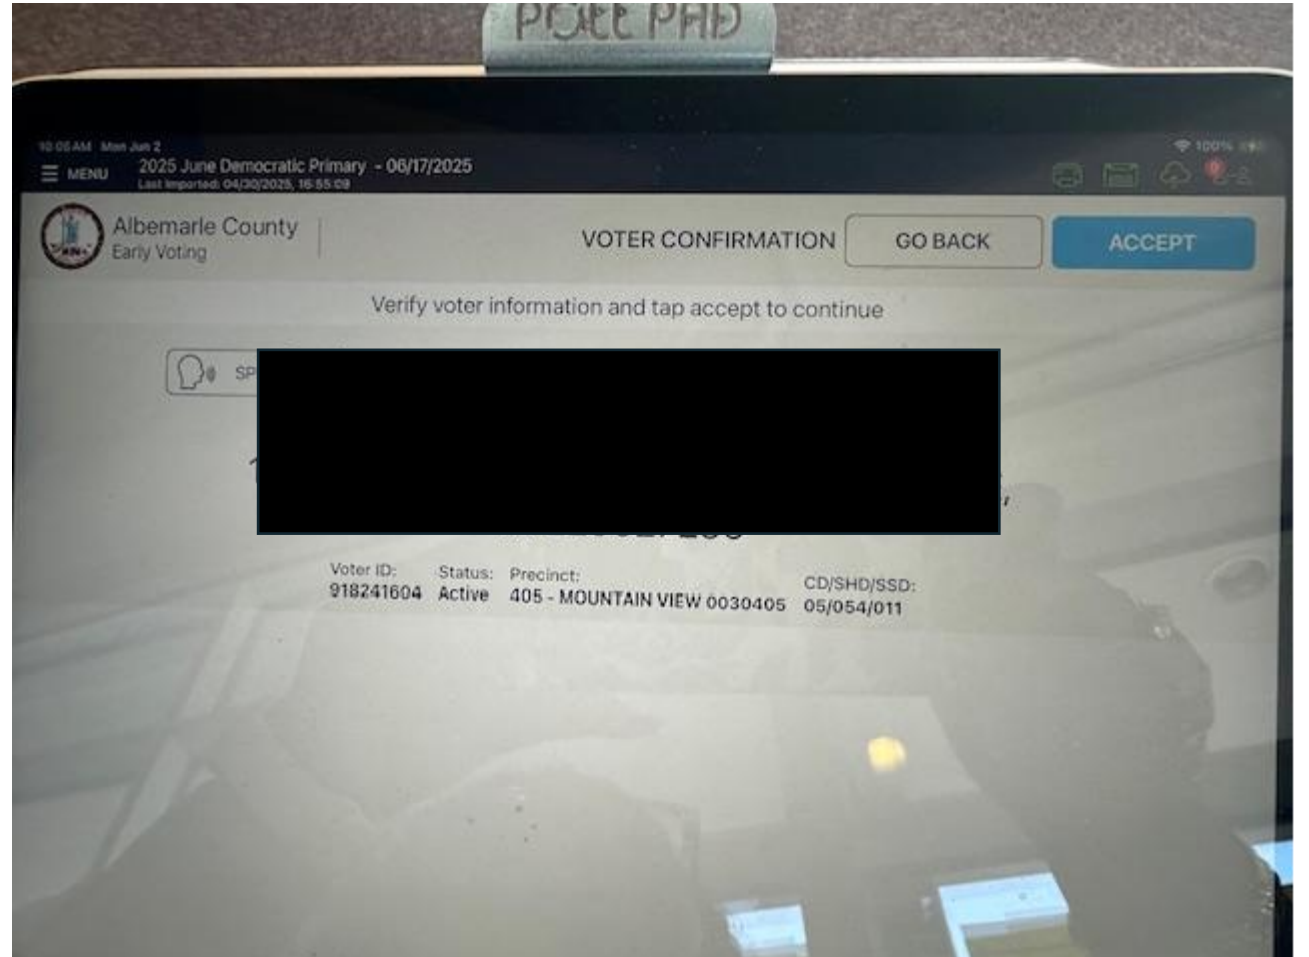 POLL PAD
10:05 AM Mon Jun 2
100%
MENU
2025 June Democratic Primary - 06/17/2025
Last Imported: 04/30/2025, 16:55:09
Albemarle County
Early Voting
VOTER CONFIRMATION
GO BACK
ACCEPT
Verify voter information and tap accept to continue
SP
Voter ID: Status: Precinct: CD/SHD/SSD:
918241604 Active 405 - MOUNTAIN VIEW 0030405 05/054/011